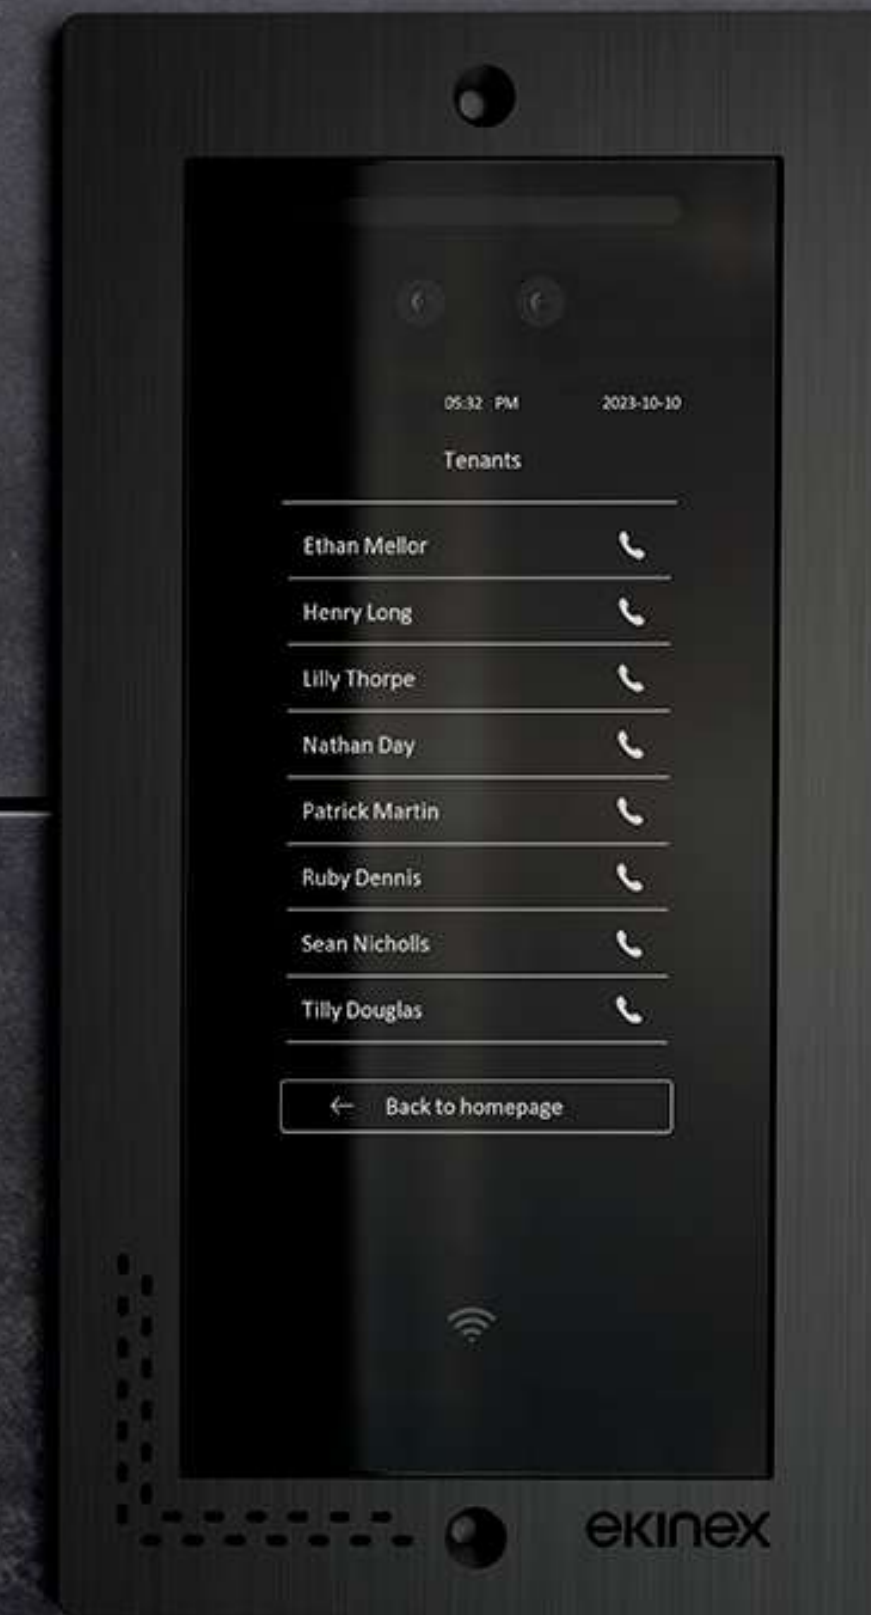 05:32 PM 2023-10-10
Tenants
Ethan Mellor
Henry Long
Lilly Thorpe
Nathan Day
Patrick Martin
Ruby Dennis
Sean Nicholls
Tilly Douglas
← Back to homepage
ekinex